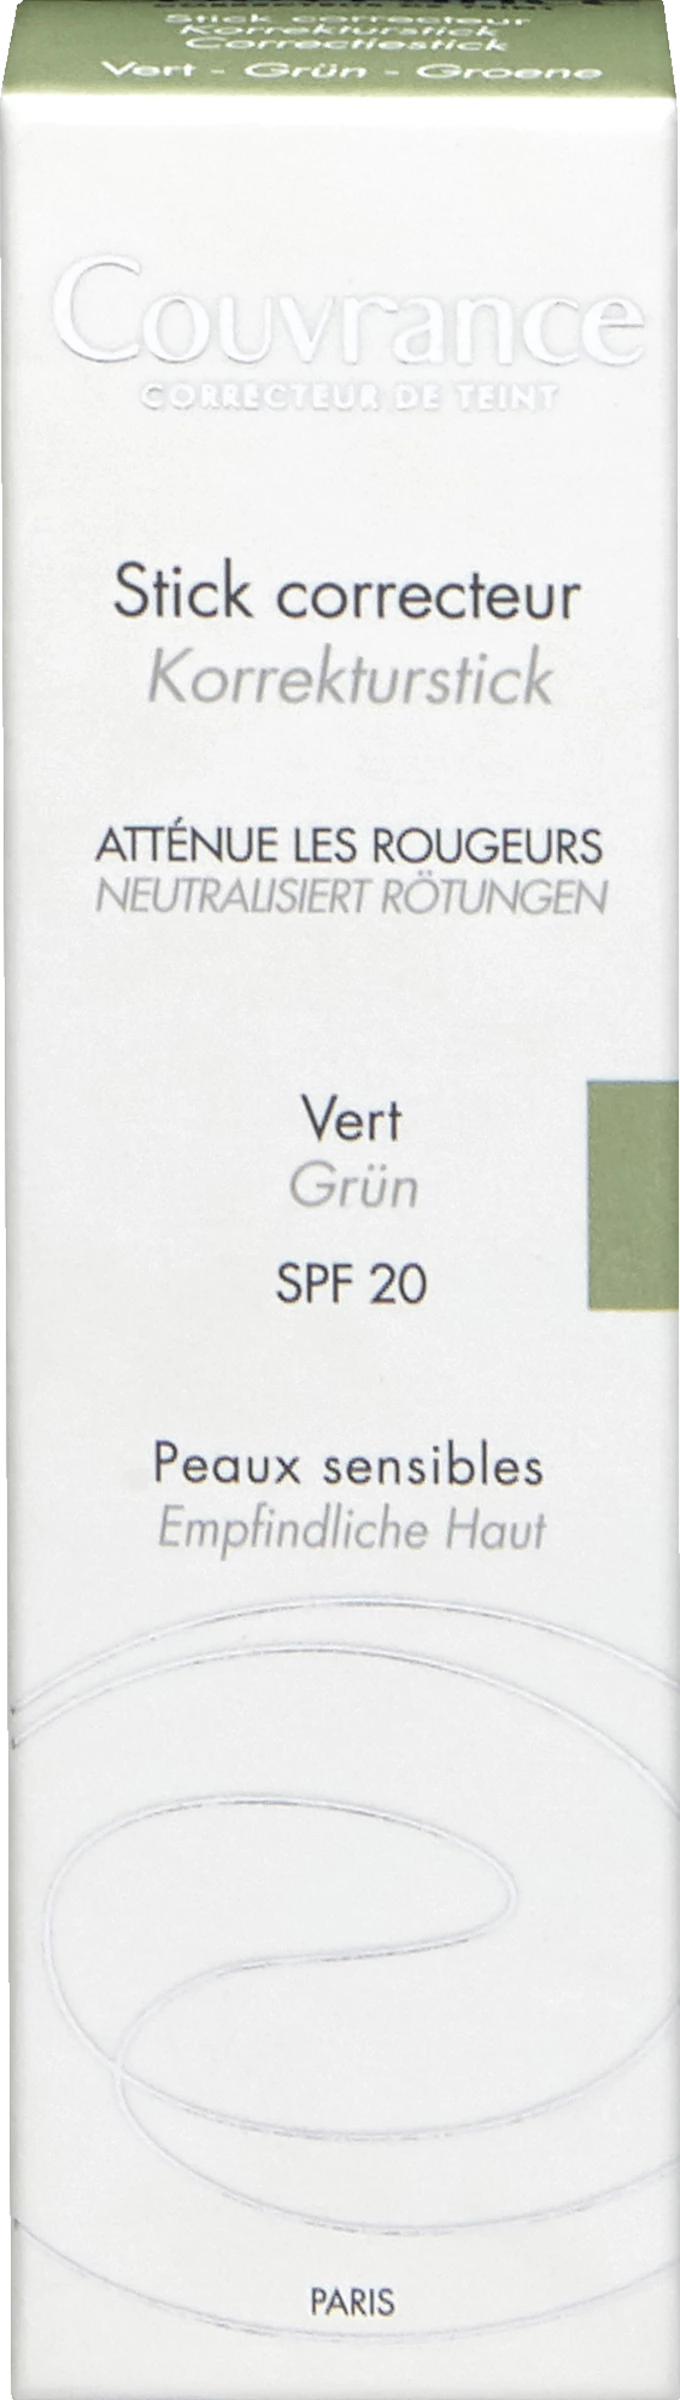 Stick correcteur
Korrekturstick
Correctiestick
Vert - Grün - Groene
Couvrance
CORRECTEUR DE TEINT
Stick correcteur
Korrekturstick
ATTÉNUE LES ROUGEURS
NEUTRALISIERT RÖTUNGEN
Vert
Grün
SPF 20
Peaux sensibles
Empfindliche Haut
PARIS